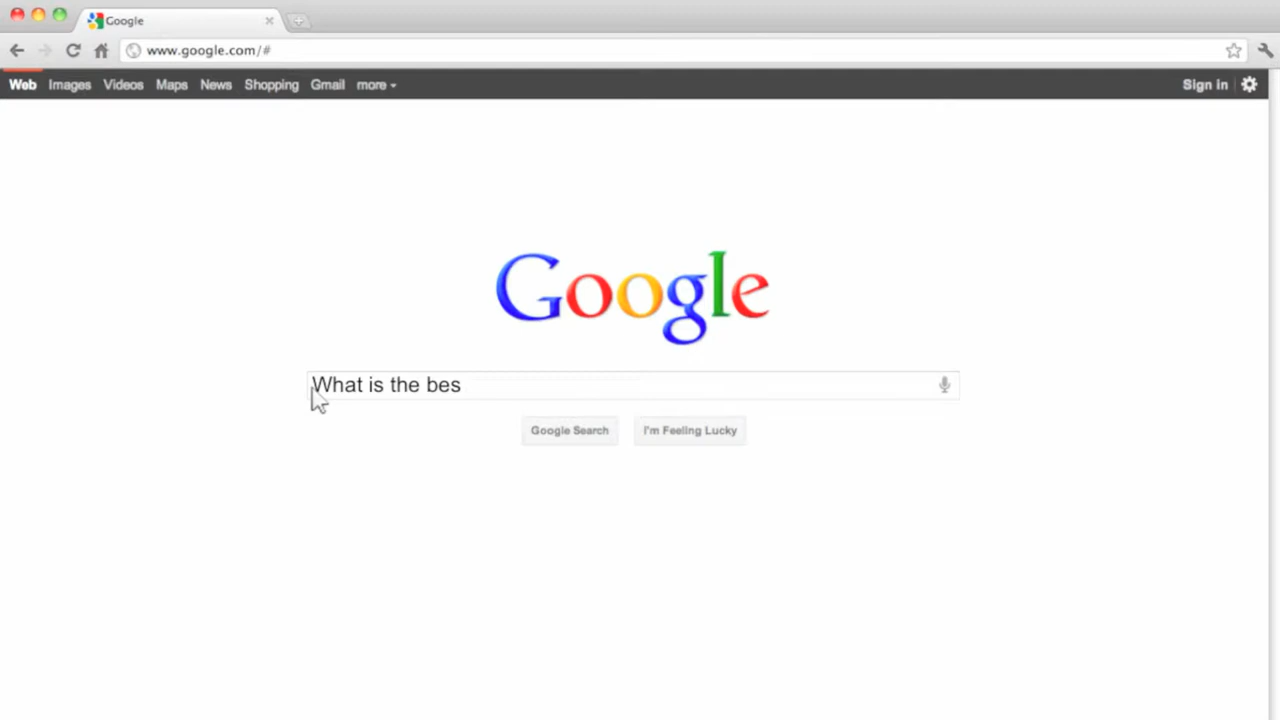 Google
www.google.com/#
Web Images Videos Maps News Shopping Gmail more Sign in
Google
What is the bes
Google Search I'm Feeling Lucky